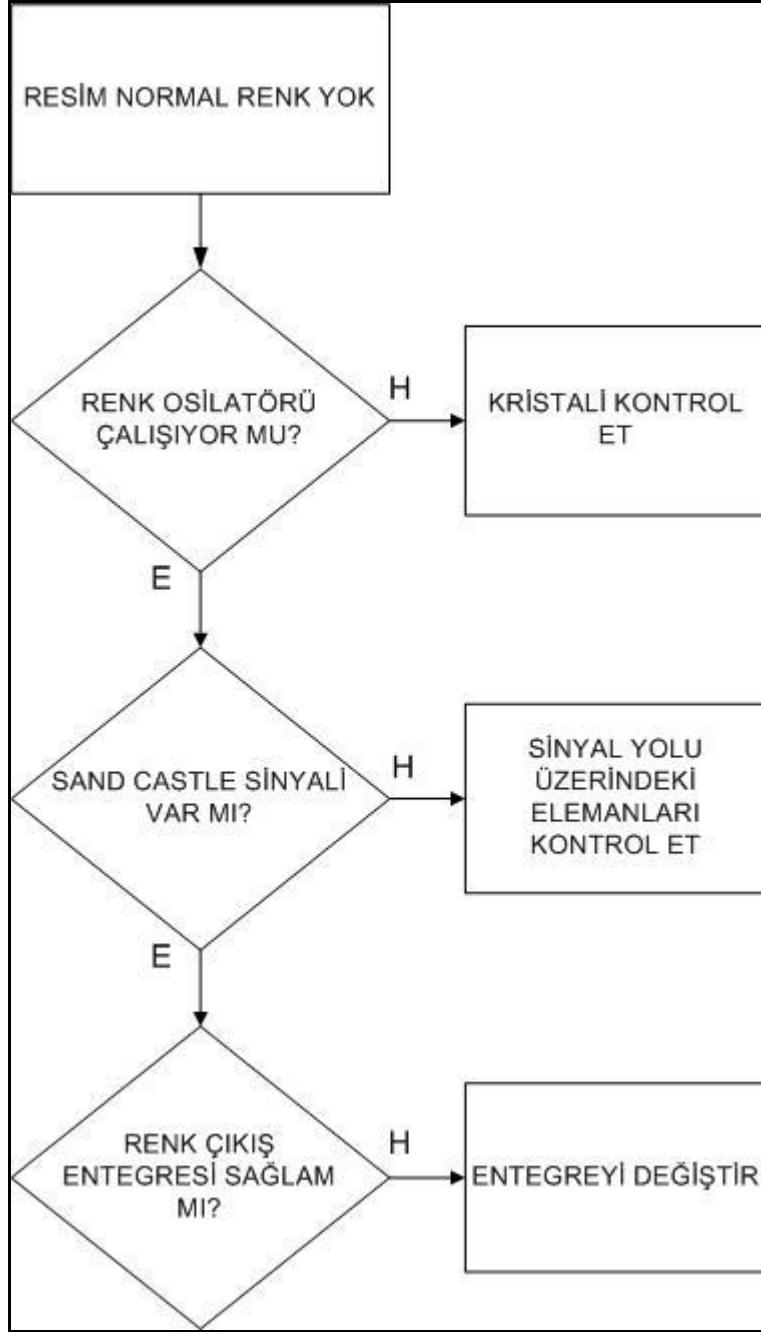 RESİM NORMAL RENK YOK
RENK OSİLATÖRÜ
ÇALIŞIYOR MU?
H
KRİSTALİ KONTROL
ET
E
SAND CASTLE SİNYALİ
VAR MI?
H
SİNYAL YOLU
ÜZERİNDEKİ
ELEMANLARI
KONTROL ET
E
RENK ÇIKIŞ
ENTEGRESİ SAĞLAM
MI?
H
ENTEGREYİ DEĞİŞTİR